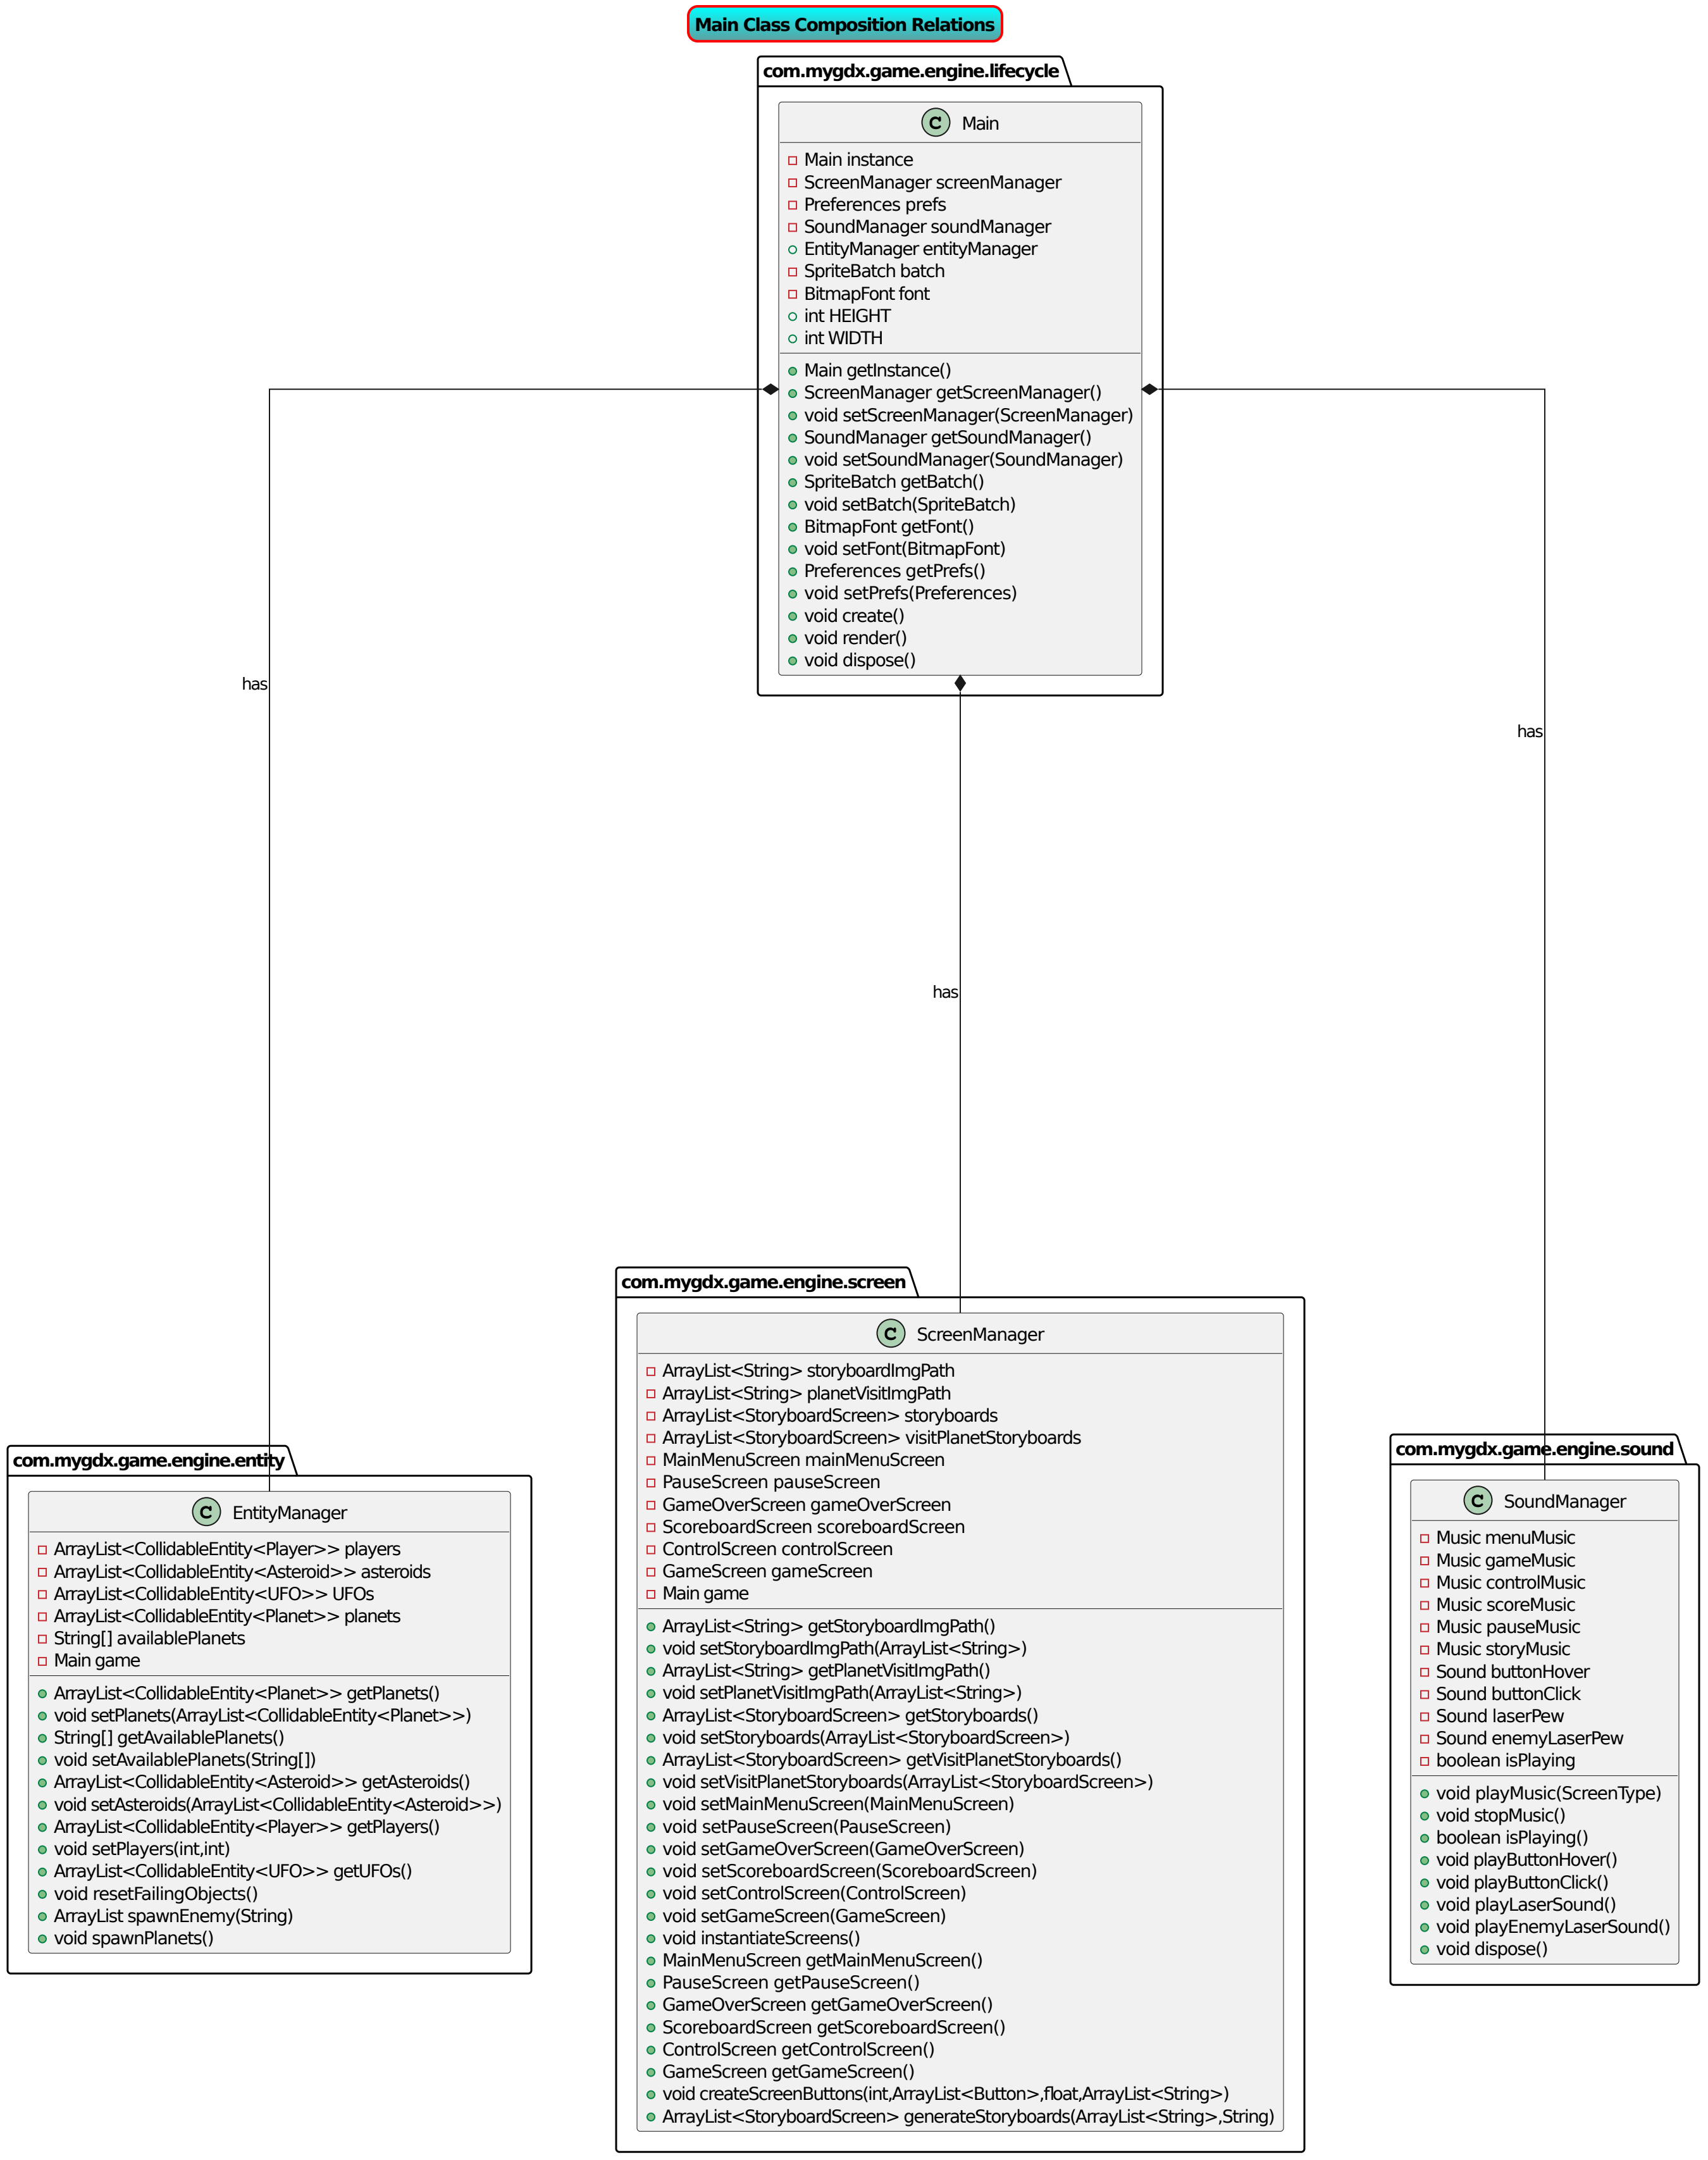 Main Class Composition Relations
com.mygdx.game.engine.lifecycle
C Main
Main instance
ScreenManager screenManager
Preferences prefs
SoundManager soundManager
EntityManager entityManager
SpriteBatch batch
BitmapFont font
int HEIGHT
int WIDTH
Main getInstance()
ScreenManager getScreenManager()
void setScreenManager(ScreenManager)
SoundManager getSoundManager()
void setSoundManager(SoundManager)
SpriteBatch getBatch()
void setBatch(SpriteBatch)
BitmapFont getFont()
void setFont(BitmapFont)
Preferences getPrefs()
void setPrefs(Preferences)
void create()
void render()
void dispose()
has
has
has
com.mygdx.game.engine.entity
C EntityManager
ArrayList<CollidableEntity<Player>> players
ArrayList<CollidableEntity<Asteroid>> asteroids
ArrayList<CollidableEntity<UFO>> UFOs
ArrayList<CollidableEntity<Planet>> planets
String[] availablePlanets
Main game
ArrayList<CollidableEntity<Planet>> getPlanets()
void setPlanets(ArrayList<CollidableEntity<Planet>>)
String[] getAvailablePlanets()
void setAvailablePlanets(String[])
ArrayList<CollidableEntity<Asteroid>> getAsteroids()
void setAsteroids(ArrayList<CollidableEntity<Asteroid>>)
ArrayList<CollidableEntity<Player>> getPlayers()
void setPlayers(int,int)
ArrayList<CollidableEntity<UFO>> getUFOs()
void resetFailingObjects()
ArrayList spawnEnemy(String)
void spawnPlanets()
com.mygdx.game.engine.screen
C ScreenManager
ArrayList<String> storyboardImgPath
ArrayList<String> planetVisitImgPath
ArrayList<StoryboardScreen> storyboards
ArrayList<StoryboardScreen> visitPlanetStoryboards
MainMenuScreen mainMenuScreen
PauseScreen pauseScreen
GameOverScreen gameOverScreen
ScoreboardScreen scoreboardScreen
ControlScreen controlScreen
GameScreen gameScreen
Main game
ArrayList<String> getStoryboardImgPath()
void setStoryboardImgPath(ArrayList<String>)
ArrayList<String> getPlanetVisitImgPath()
void setPlanetVisitImgPath(ArrayList<String>)
ArrayList<StoryboardScreen> getStoryboards()
void setStoryboards(ArrayList<StoryboardScreen>)
ArrayList<StoryboardScreen> getVisitPlanetStoryboards()
void setVisitPlanetStoryboards(ArrayList<StoryboardScreen>)
void setMainMenuScreen(MainMenuScreen)
void setPauseScreen(PauseScreen)
void setGameOverScreen(GameOverScreen)
void setScoreboardScreen(ScoreboardScreen)
void setControlScreen(ControlScreen)
void setGameScreen(GameScreen)
void instantiateScreens()
MainMenuScreen getMainMenuScreen()
PauseScreen getPauseScreen()
GameOverScreen getGameOverScreen()
ScoreboardScreen getScoreboardScreen()
ControlScreen getControlScreen()
GameScreen getGameScreen()
void createScreenButtons(int,ArrayList<Button>,float,ArrayList<String>)
ArrayList<StoryboardScreen> generateStoryboards(ArrayList<String>,String)
com.mygdx.game.engine.sound
C SoundManager
Music menuMusic
Music gameMusic
Music controlMusic
Music scoreMusic
Music pauseMusic
Music storyMusic
Sound buttonHover
Sound buttonClick
Sound laserPew
Sound enemyLaserPew
boolean isPlaying
void playMusic(ScreenType)
void stopMusic()
boolean isPlaying()
void playButtonHover()
void playButtonClick()
void playLaserSound()
void playEnemyLaserSound()
void dispose()